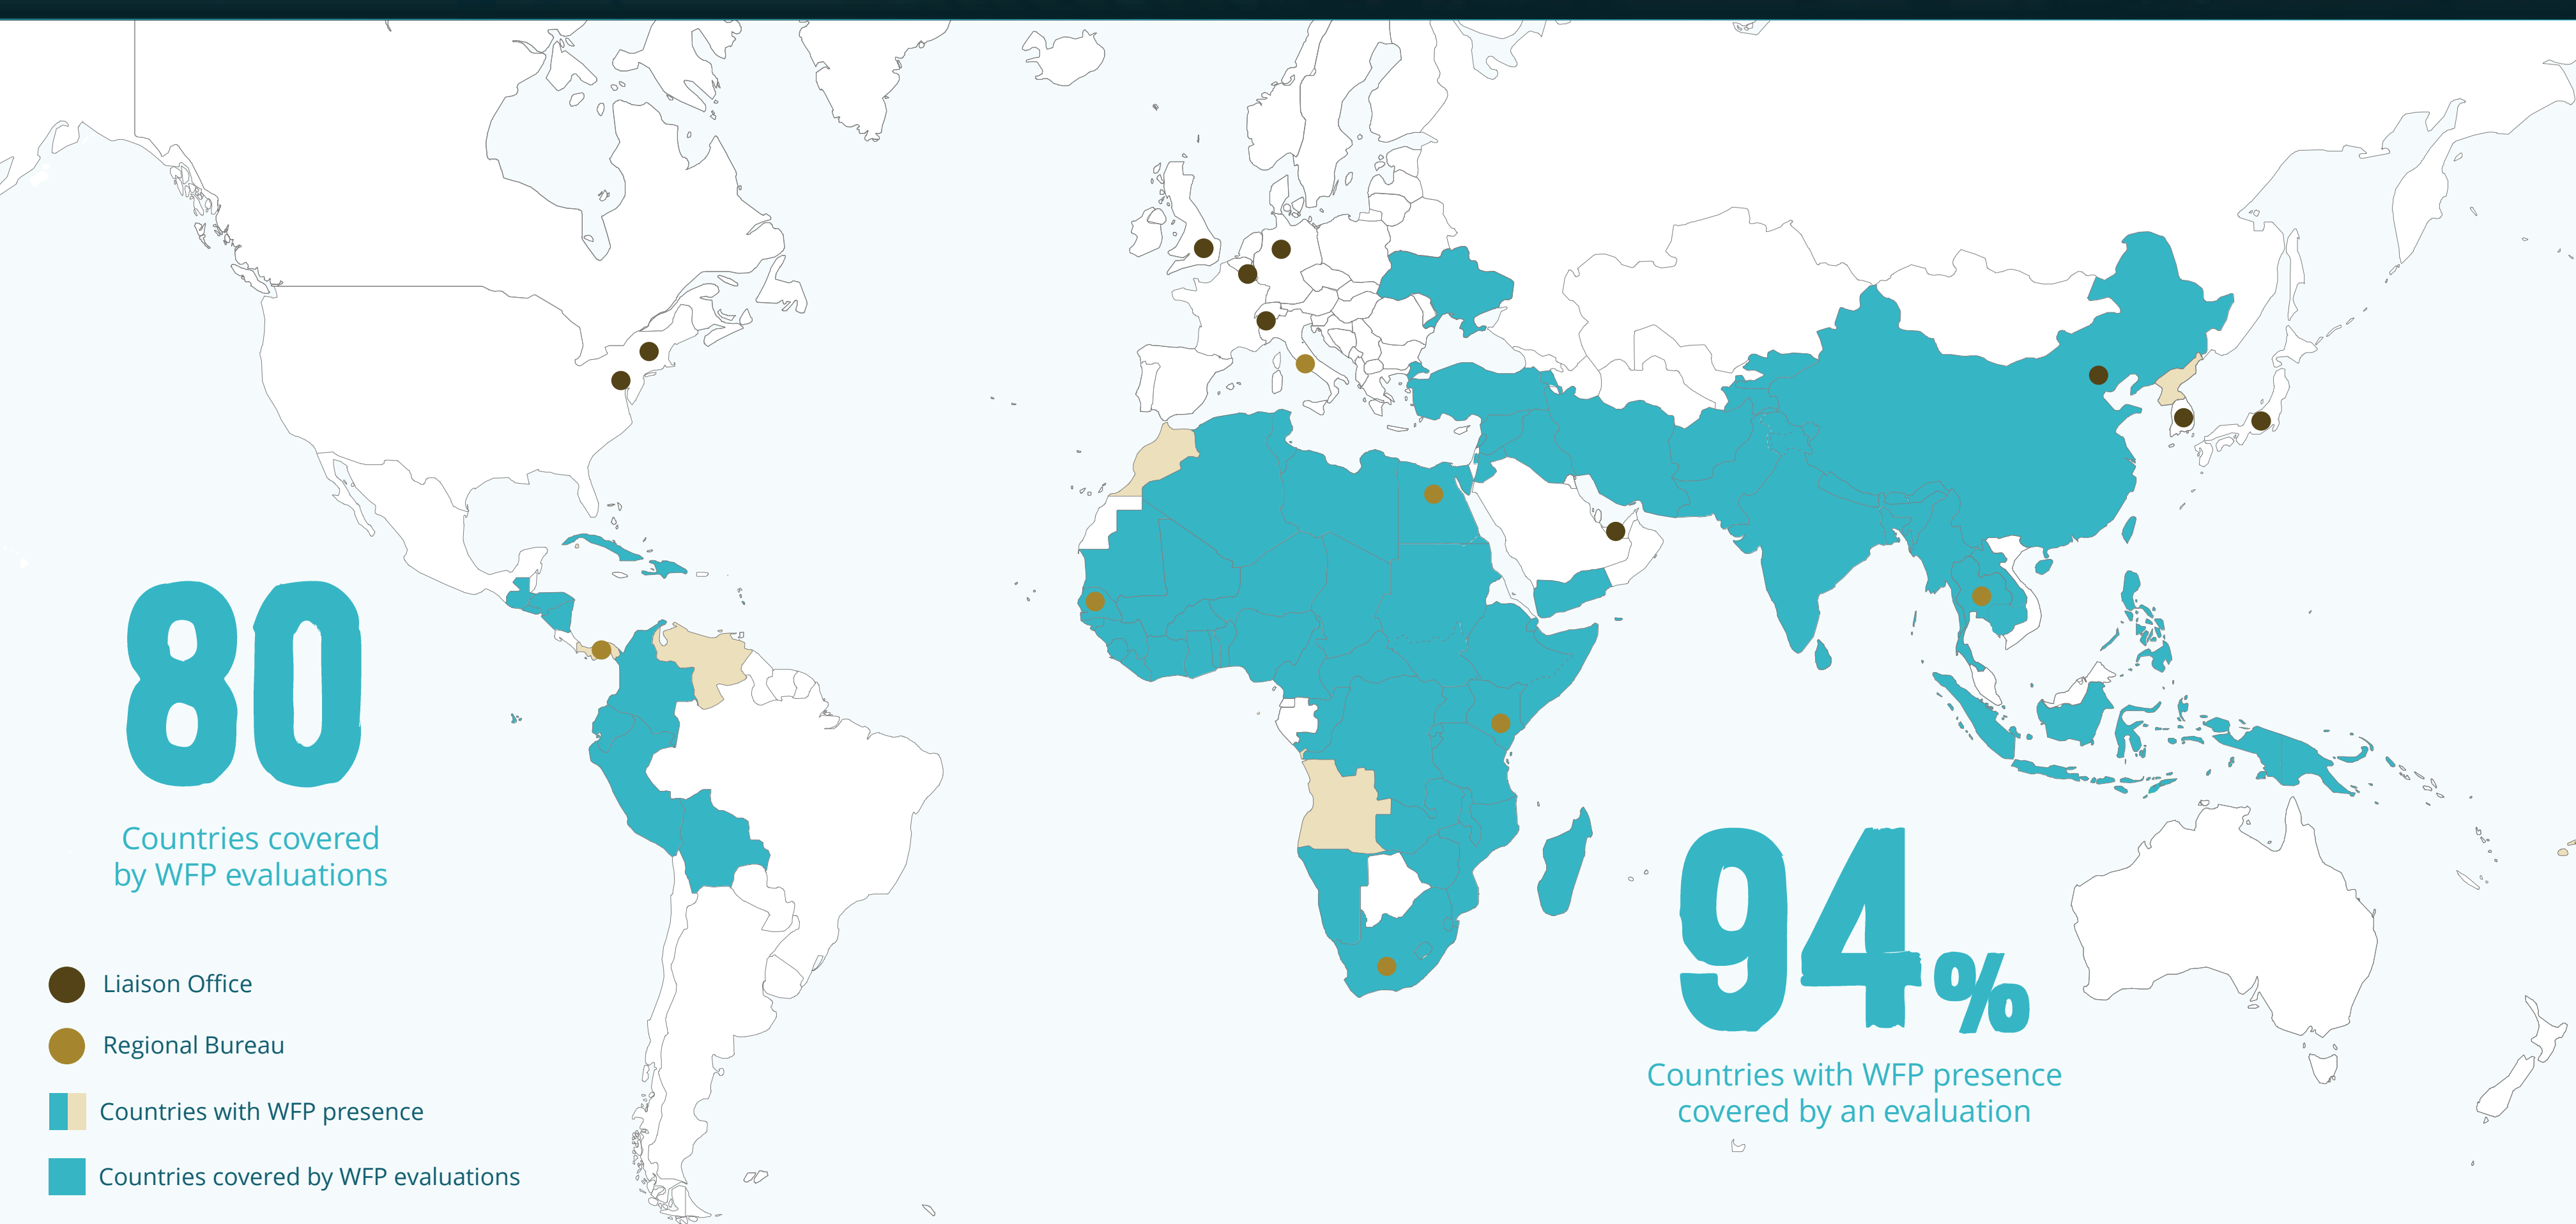 80
Countries covered
by WFP evaluations
Liaison Office
Regional Bureau
Countries with WFP presence
Countries covered by WFP evaluations
94%
Countries with WFP presence
covered by an evaluation